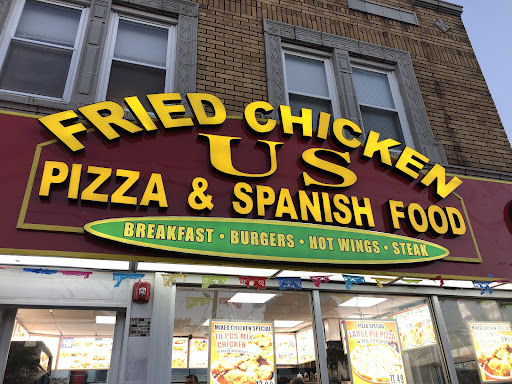 FRIED CHICKEN
US
PIZZA & SPANISH FOOD
BREAKFAST • BURGERS • HOT WINGS • STEAK
MIXED CHICKEN SPECIAL
10 PCS MIX
CHICKEN
PIZZA SPECIAL
LARGE PIE PIZZA